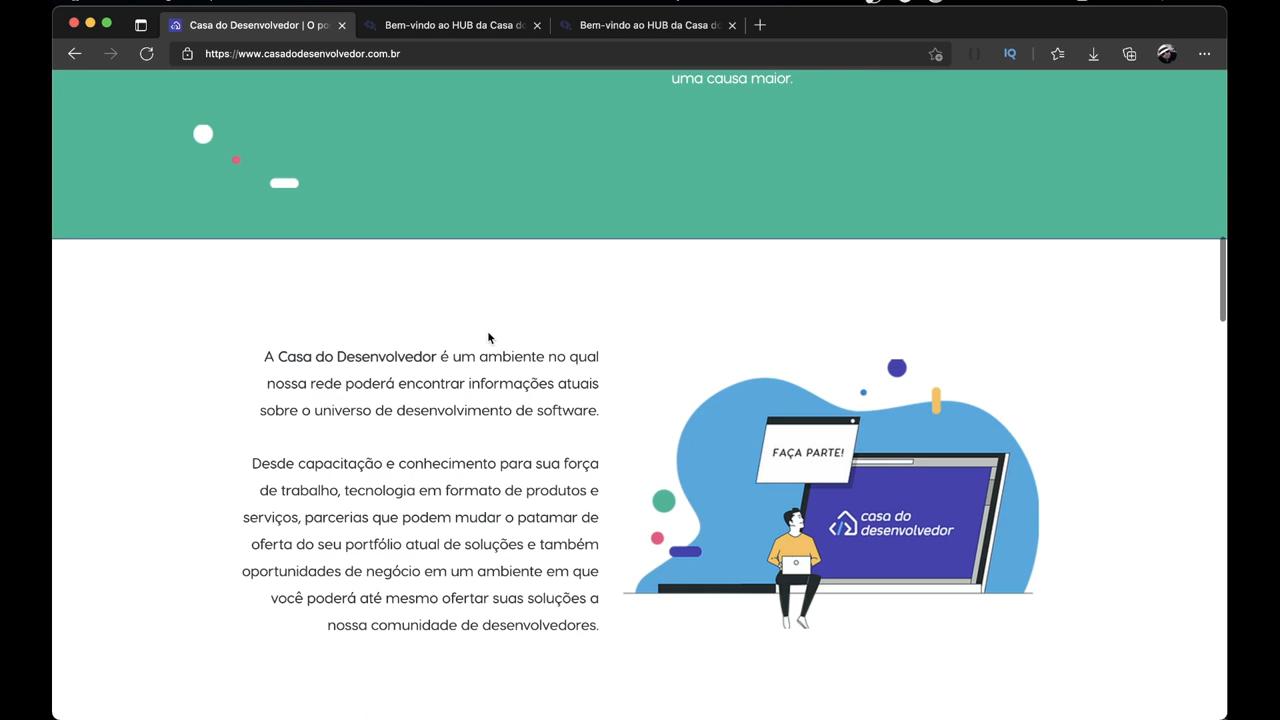 Casa do Desenvolvedor | O po
Bem-vindo ao HUB da Casa do
Bem-vindo ao HUB da Casa do
https://www.casadodesenvolvedor.com.br
IQ
uma causa maior.
A Casa do Desenvolvedor é um ambiente no qual
nossa rede poderá encontrar informações atuais
sobre o universo de desenvolvimento de software.
Desde capacitação e conhecimento para sua força
de trabalho, tecnologia em formato de produtos e
serviços, parcerias que podem mudar o patamar de
oferta do seu portfólio atual de soluções e também
oportunidades de negócio em um ambiente em que
você poderá até mesmo ofertar suas soluções a
nossa comunidade de desenvolvedores.
FAÇA PARTE!
casa do
desenvolvedor